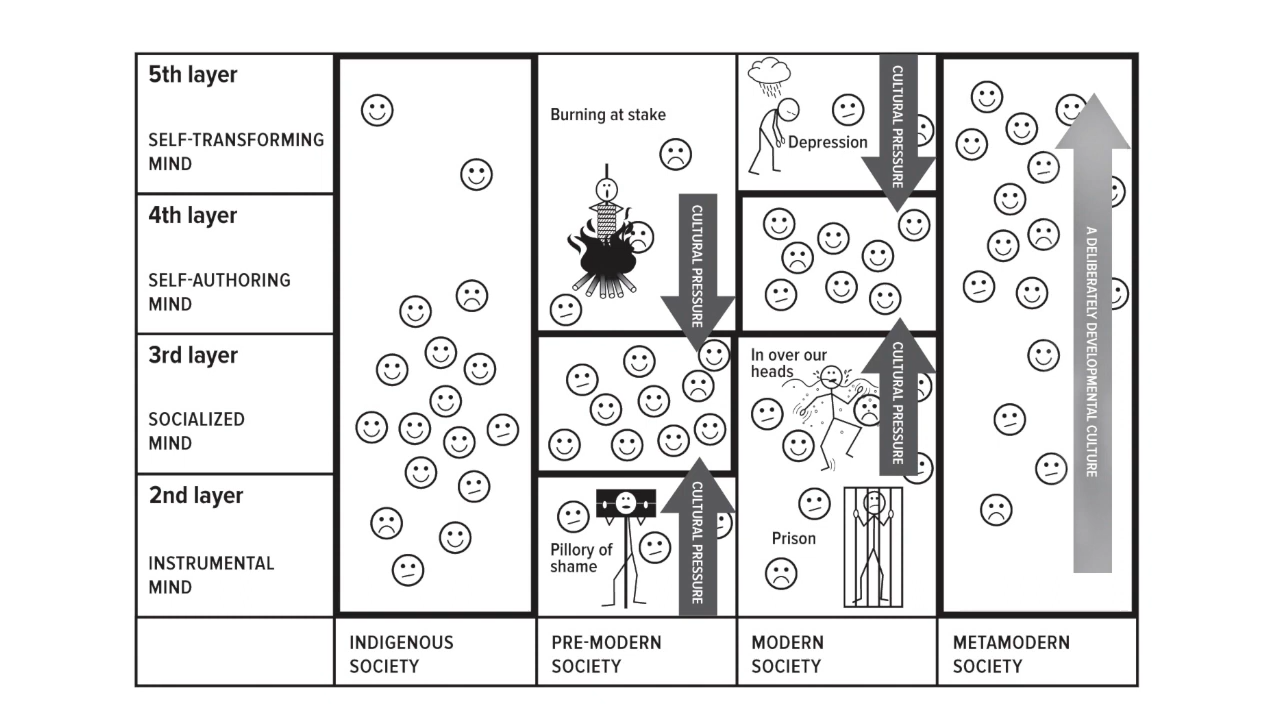 5th layer
SELF-TRANSFORMING
MIND
4th layer
SELF-AUTHORING
MIND
3rd layer
SOCIALIZED
MIND
2nd layer
INSTRUMENTAL
MIND
Burning at stake
CULTURAL PRESSURE
Pillory of
shame
CULTURAL PRESSURE
Depression
CULTURAL PRESSURE
In over our
heads
CULTURAL PRESSURE
Prison
A DELIBERATELY DEVELOPMENTAL CULTURE
INDIGENOUS
SOCIETY
PRE-MODERN
SOCIETY
MODERN
SOCIETY
METAMODERN
SOCIETY